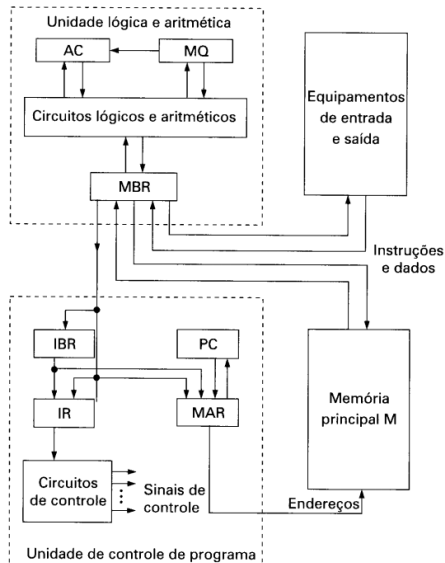 Unidade lógica e aritmética
AC
MQ
Circuitos lógicos e aritméticos
MBR
Equipamentos
de entrada
e saída
Instruções
e dados
IBR
PC
IR
MAR
Memória
principal M
Circuitos
de controle
Sinais de
controle
Endereços
Unidade de controle de programa